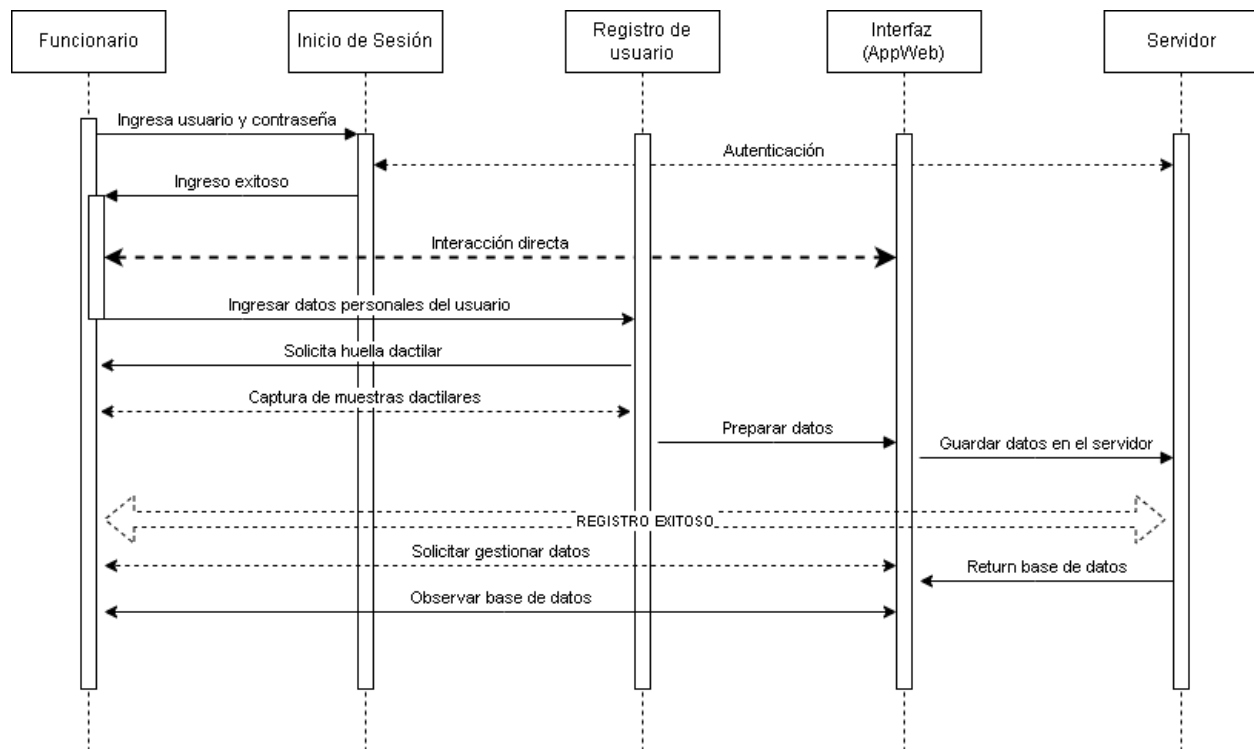 Funcionario
Inicio de Sesión
Registro de
usuario
Interfaz
(AppWeb)
Servidor
Ingresa usuario y contraseña
Autenticación
Ingreso exitoso
Interacción directa
Ingresar datos personales del usuario
Solicita huella dactilar
Captura de muestras dactilares
Preparar datos
Guardar datos en el servidor
REGISTRO EXITOSO
Solicitar gestionar datos
Return base de datos
Observar base de datos